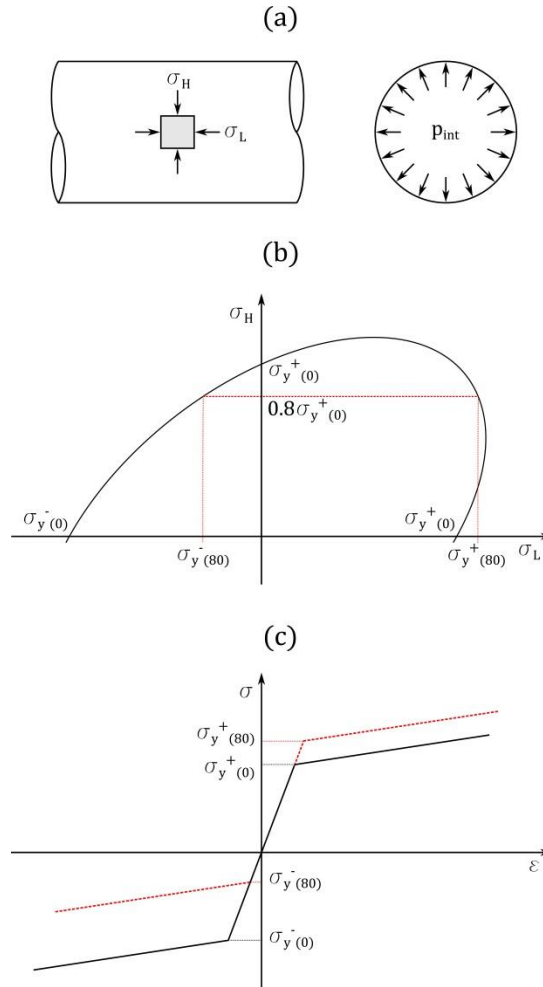 (a)
σH
σL
pint
(b)
σH
σy+(0)
0.8σy+(0)
σy-(0)
σy+(0)
σy-(80)
σy+(80)
σL
(c)
σ
σy+(80)
σy+(0)
ε
σy-(80)
σy-(0)